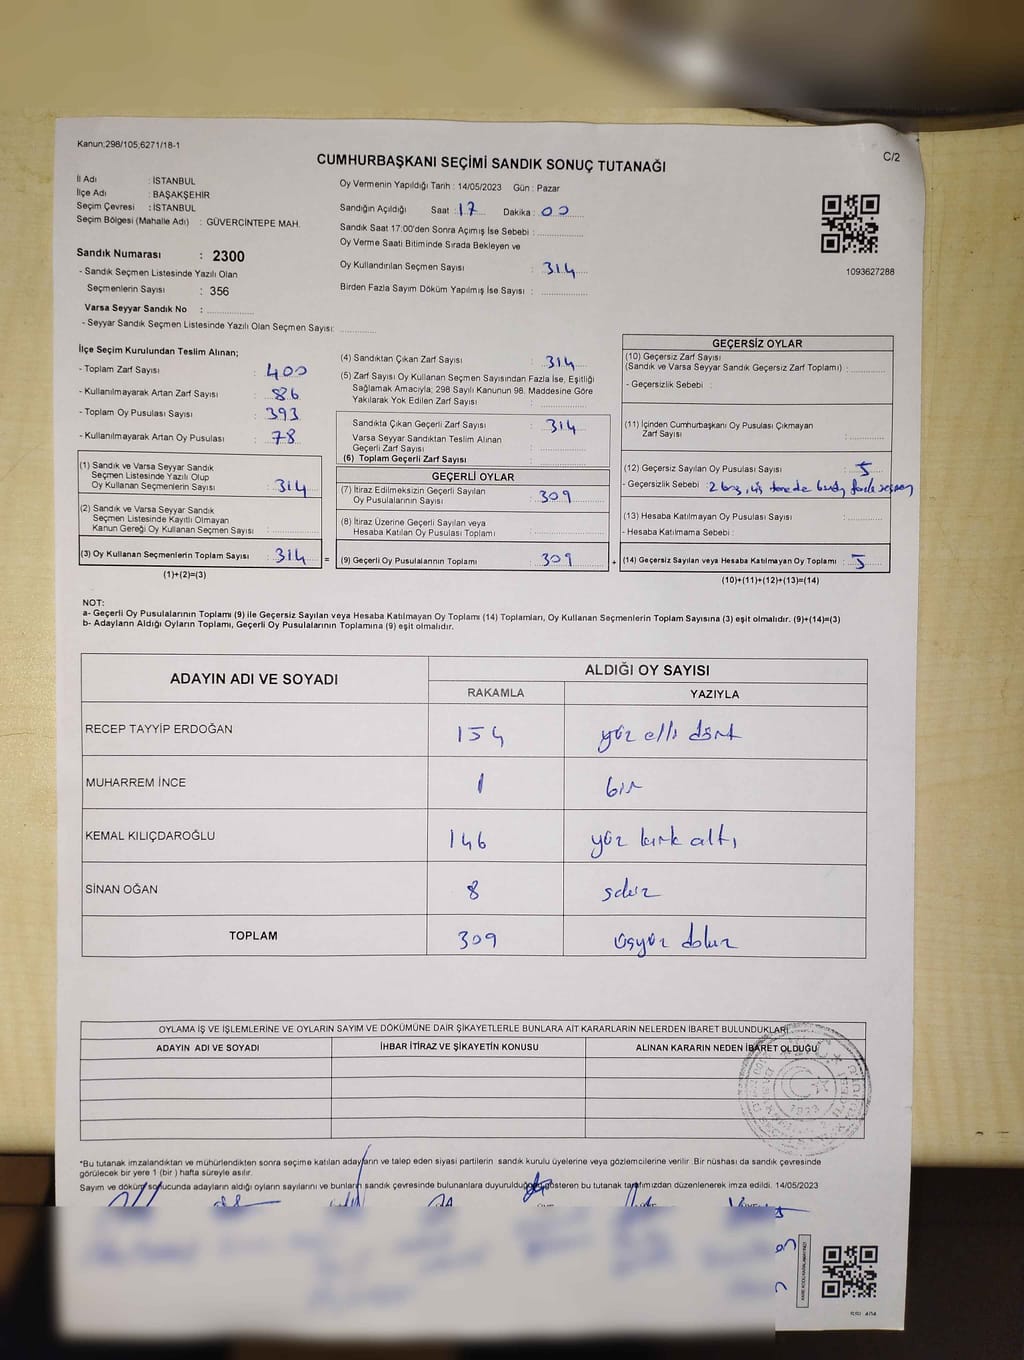 Kanun;298/105,6271/18-1
C/2
CUMHURBAŞKANI SEÇİMİ SANDIK SONUÇ TUTANAĞI
İl Adı : İSTANBUL
İlçe Adı : BAŞAKŞEHİR
Seçim Çevresi : İSTANBUL
Seçim Bölgesi (Mahalle Adı) : GÜVERCİNTEPE MAH.
Sandık Numarası : 2300
- Sandık Seçmen Listesinde Yazılı Olan
Seçmenlerin Sayısı : 356
Varsa Seyyar Sandık No :
- Seyyar Sandık Seçmen Listesinde Yazılı Olan Seçmen Sayısı:
Oy Vermenin Yapıldığı Tarih : 14/05/2023 Gün : Pazar
Sandığın Açıldığı Saat : 17 Dakika : 00
Sandık Saat 17:00'den Sonra Açımış İse Sebebi :
Oy Verme Saati Bitiminde Sırada Bekleyen ve
Oy Kullandırılan Seçmen Sayısı : 314
Birden Fazla Sayım Döküm Yapılmış İse Sayısı :
1093627288
İlçe Seçim Kurulundan Teslim Alınan;
- Toplam Zarf Sayısı : 400
- Kullanılmayarak Artan Zarf Sayısı : 86
- Toplam Oy Pusulası Sayısı : 393
- Kullanılmayarak Artan Oy Pusulası : 78
(1) Sandık ve Varsa Seyyar Sandık
Seçmen Listesinde Yazılı Olup
Oy Kullanan Seçmenlerin Sayısı : 314
(2) Sandık ve Varsa Seyyar Sandık
Seçmen Listesinde Kayıtlı Olmayan
Kanun Gereği Oy Kullanan Seçmen Sayısı :
(3) Oy Kullanan Seçmenlerin Toplam Sayısı : 314
(1)+(2)=(3)
=
(4) Sandıktan Çıkan Zarf Sayısı : 314
(5) Zarf Sayısı Oy Kullanan Seçmen Sayısından Fazla İse, Eşitliği
Sağlamak Amacıyla; 298 Sayılı Kanunun 98. Maddesine Göre
Yakılarak Yok Edilen Zarf Sayısı :
Sandıkta Çıkan Geçerli Zarf Sayısı : 314
Varsa Seyyar Sandıktan Teslim Alınan
Geçerli Zarf Sayısı :
(6) Toplam Geçerli Zarf Sayısı :
GEÇERLİ OYLAR
(7) İtiraz Edilmeksizin Geçerli Sayılan
Oy Pusulalarının Sayısı : 309
(8) İtiraz Üzerine Geçerli Sayılan veya
Hesaba Katılan Oy Pusulası Toplamı :
(9) Geçerli Oy Pusulalarının Toplamı : 309
+
GEÇERSİZ OYLAR
(10) Geçersiz Zarf Sayısı
(Sandık ve Varsa Seyyar Sandık Geçersiz Zarf Toplamı) :
- Geçersizlik Sebebi :
(11) İçinden Cumhurbaşkanı Oy Pusulası Çıkmayan
Zarf Sayısı :
(12) Geçersiz Sayılan Oy Pusulası Sayısı : 5
- Geçersizlik Sebebi : 2 boş, üç tanede
(13) Hesaba Katılmayan Oy Pusulası Sayısı :
- Hesaba Katılmama Sebebi :
(14) Geçersiz Sayılan veya Hesaba Katılmayan Oy Toplamı : 5
(10)+(11)+(12)+(13)=(14)
NOT:
a- Geçerli Oy Pusulalarının Toplamı (9) ile Geçersiz Sayılan veya Hesaba Katılmayan Oy Toplamı (14) Toplamları, Oy Kullanan Seçmenlerin Toplam Sayısına (3) eşit olmalıdır. (9)+(14)=(3)
b- Adayların Aldığı Oyların Toplamı, Geçerli Oy Pusulalarının Toplamına (9) eşit olmalıdır.
ADAYIN ADI VE SOYADI
ALDIĞI OY SAYISI
RAKAMLA YAZIYLA
RECEP TAYYİP ERDOĞAN 154 yüz elli dört
MUHARREM İNCE 1 bir
KEMAL KILIÇDAROĞLU 146 yüz kırk altı
SİNAN OĞAN 8 sekiz
TOPLAM 309 üçyüz dokuz
OYLAMA İŞ VE İŞLEMLERİNE VE OYLARIN SAYIM VE DÖKÜMÜNE DAİR ŞİKAYETLERLE BUNLARA AİT KARARLARIN NELERDEN İBARET BULUNDUKLARI
ADAYIN ADI VE SOYADI İHBAR İTİRAZ VE ŞİKAYETİN KONUSU ALINAN KARARIN NEDEN İBARET OLDUĞU
*Bu tutanak imzalandıktan ve mühürlendikten sonra seçime katılan adayların ve talep eden siyasi partilerin sandık kurulu üyelerine veya gözlemcilerine verilir .Bir nüshası da sandık çevresinde
görülecek bir yere 1 (bir ) hafta süreyle asılır.
Sayım ve döküm sonucunda adayların aldığı oyların sayılarını ve bunların sandık çevresinde bulunanlara duyurulduğunu gösteren bu tutanak tarafımızdan düzenlenerek imza edildi. 14/05/2023